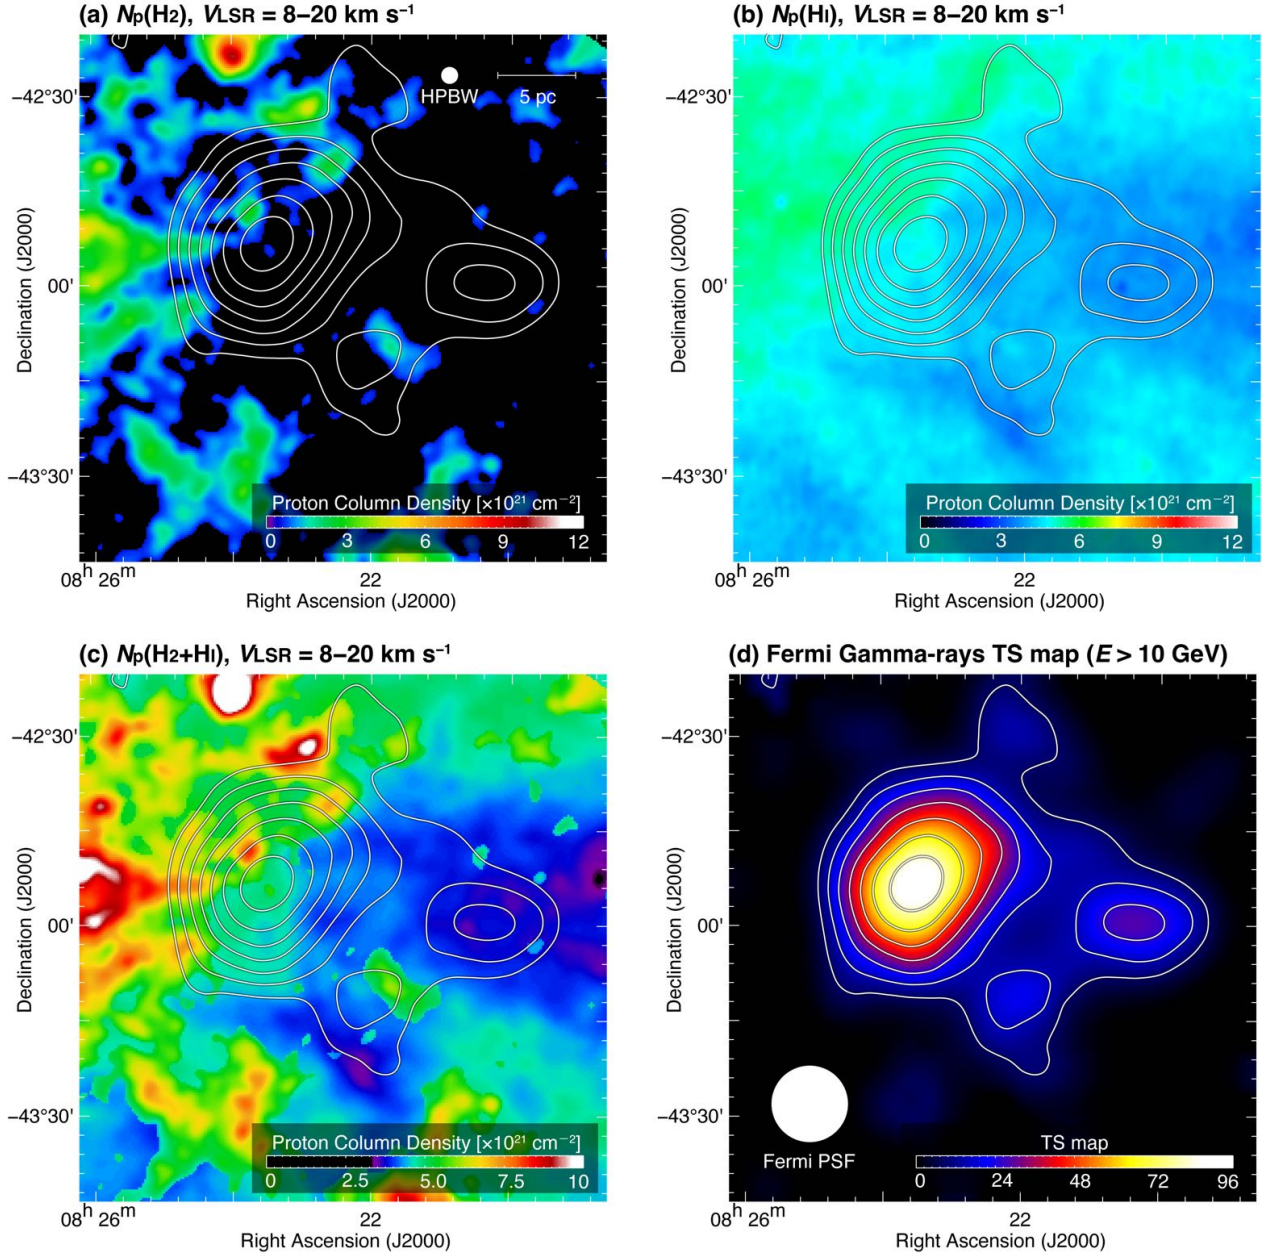 (a) Np(H2), VLSR = 8–20 km s−1
HPBW
5 pc
−42°30'
00'
−43°30'
Declination (J2000)
Proton Column Density [×10²¹ cm⁻²]
0 3 6 9 12
08h 26m 22
Right Ascension (J2000)
(b) Np(HI), VLSR = 8–20 km s−1
−42°30'
00'
−43°30'
Declination (J2000)
Proton Column Density [×10²¹ cm⁻²]
0 3 6 9 12
08h 26m 22
Right Ascension (J2000)
(c) Np(H2+HI), VLSR = 8–20 km s−1
−42°30'
00'
−43°30'
Declination (J2000)
Proton Column Density [×10²¹ cm⁻²]
0 2.5 5.0 7.5 10
08h 26m 22
Right Ascension (J2000)
(d) Fermi Gamma-rays TS map (E > 10 GeV)
−42°30'
00'
−43°30'
Declination (J2000)
Fermi PSF
TS map
0 24 48 72 96
08h 26m 22
Right Ascension (J2000)